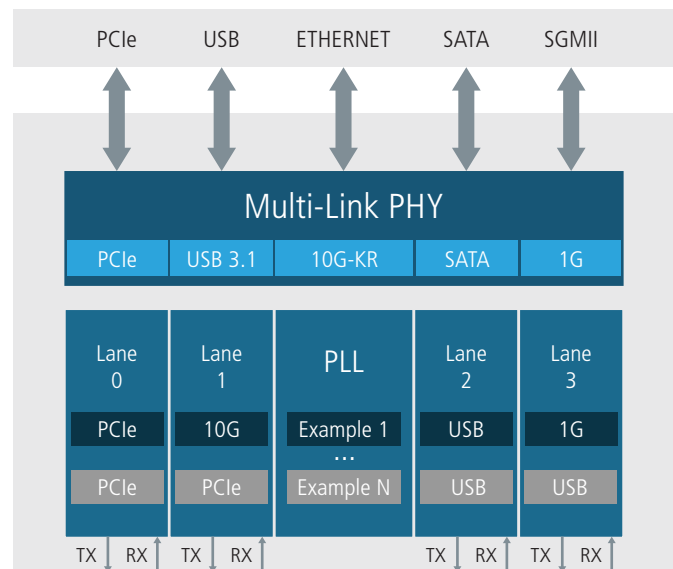 PCIe USB ETHERNET SATA SGMII
Multi-Link PHY
PCIe USB 3.1 10G-KR SATA 1G
Lane 0
Lane 1
PLL
Lane 2
Lane 3
PCIe 10G Example 1 USB 1G
...
PCIe PCIe Example N USB USB
TX RX TX RX TX RX TX RX